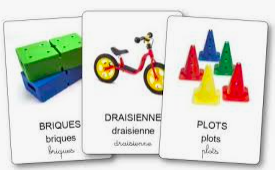 BRIQUES
briques
briques
DRAISIENNE
draisienne
draisienne
PLOTS
plots
plots